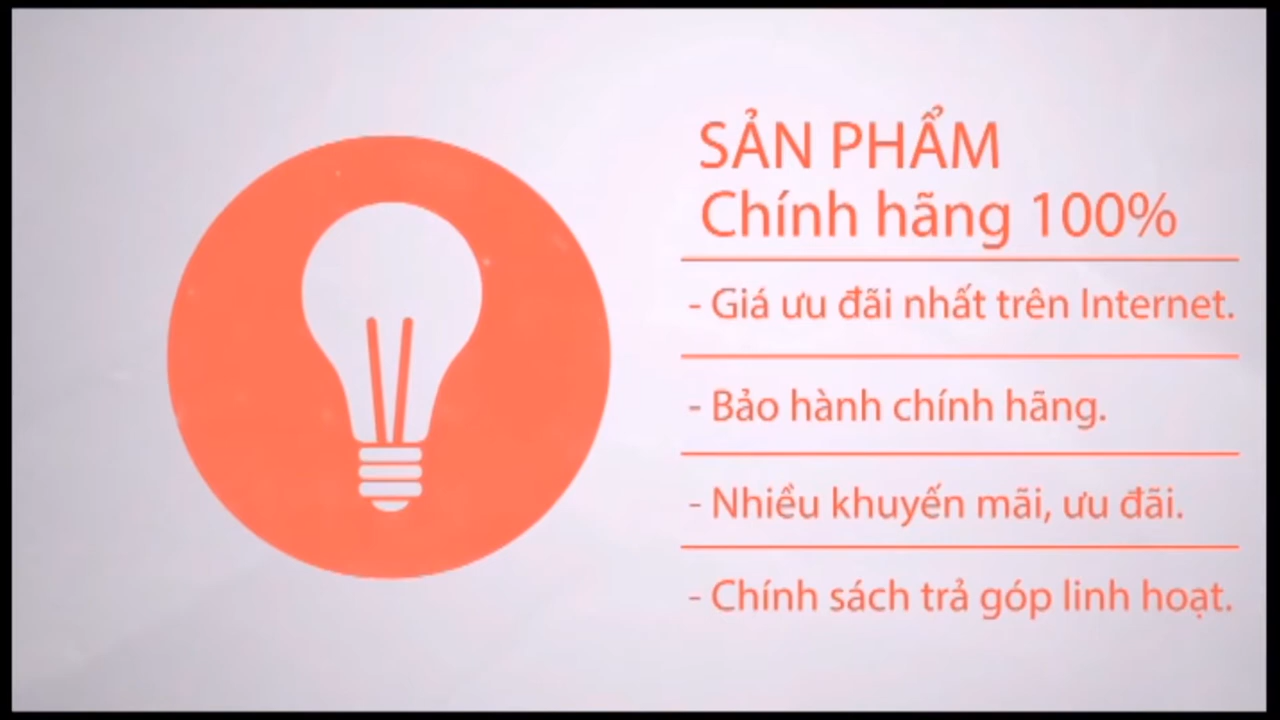 SẢN PHẨM
Chính hãng 100%
- Giá ưu đãi nhất trên Internet.
- Bảo hành chính hãng.
- Nhiều khuyến mãi, ưu đãi.
- Chính sách trả góp linh hoạt.